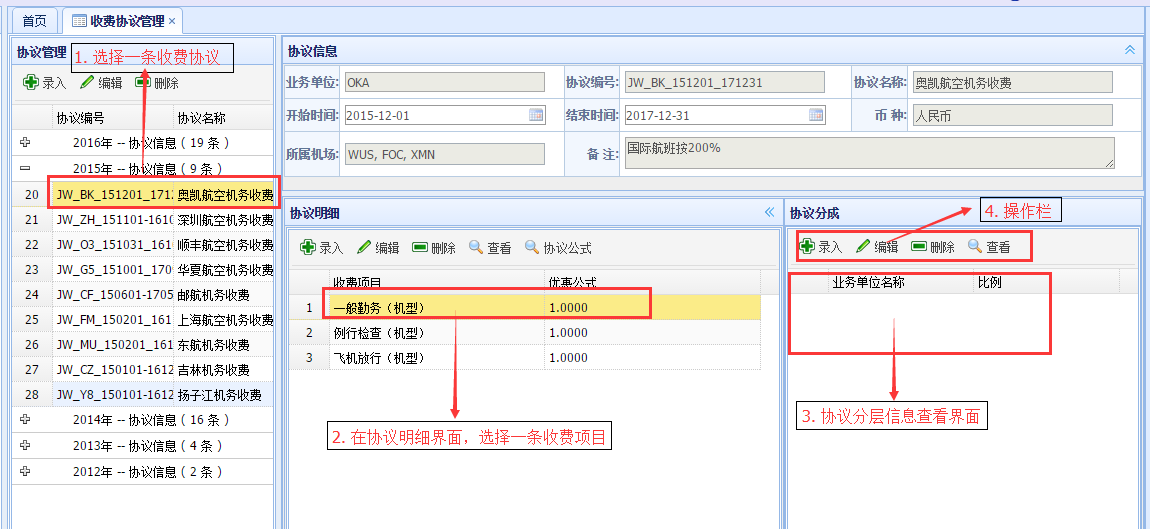 首页
收费协议管理 ×
协议管理
1. 选择一条收费协议
录入 编辑 删除
协议编号 协议名称
2016年 -- 协议信息 ( 19 条 )
2015年 -- 协议信息 ( 9 条 )
20 JW_BK_151201_1712 奥凯航空机务收费
21 JW_ZH_151101-1610 深圳航空机务收费
22 JW_O3_151031_1610 顺丰航空机务收费
23 JW_G5_151001_1709 华夏航空机务收费
24 JW_CF_150601-1705 邮航机务收费
25 JW_FM_150201_161 上海航空机务收费
26 JW_MU_150201_161 东航机务收费
27 JW_CZ_150101-1612 吉林机务收费
28 JW_Y8_150101-1612 扬子江机务收费
2014年 -- 协议信息 ( 16 条 )
2013年 -- 协议信息 ( 4 条 )
2012年 -- 协议信息 ( 2 条 )
协议信息
业务单位: OKA 协议编号: JW_BK_151201_171231 协议名称: 奥凯航空机务收费
开始时间: 2015-12-01 结束时间: 2017-12-31 币 种: 人民币
所属机场: WUS, FOC, XMN 备 注: 国际航班按200%
协议明细
录入 编辑 删除 查看 协议公式
收费项目 优惠公式
1 一般勤务（机型） 1.0000
2 例行检查（机型） 1.0000
3 飞机放行（机型） 1.0000
2. 在协议明细界面，选择一条收费项目
协议分成
4. 操作栏
录入 编辑 删除 查看
业务单位名称 比例
3. 协议分层信息查看界面